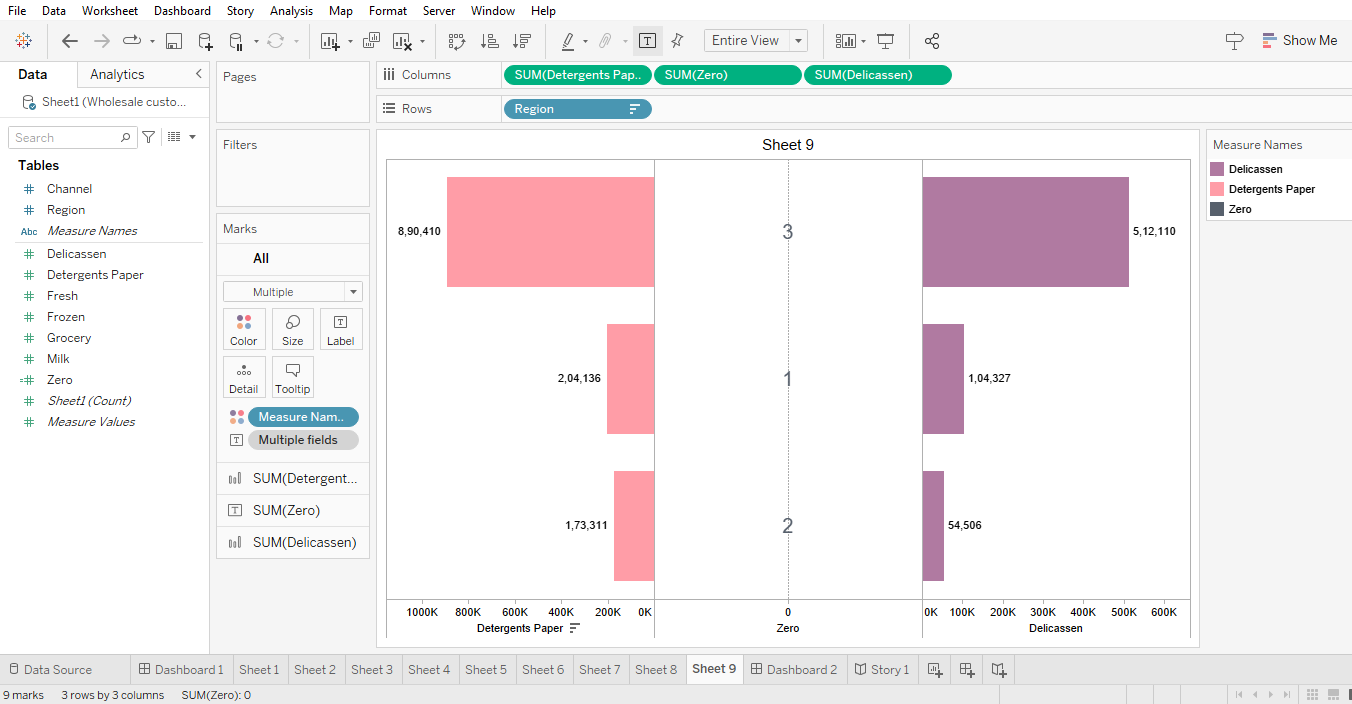 File Data Worksheet Dashboard Story Analysis Map Format Server Window Help
Entire View
Show Me
Data Analytics
Sheet1 (Wholesale custo...
Search
Tables
Channel
Region
Abc Measure Names
Delicassen
Detergents Paper
Fresh
Frozen
Grocery
Milk
Zero
Sheet1 (Count)
Measure Values
Pages
Filters
Marks
All
Multiple
Color Size Label
Detail Tooltip
Measure Nam..
Multiple fields
SUM(Detergent...
SUM(Zero)
SUM(Delicassen)
Columns SUM(Detergents Pap.. SUM(Zero) SUM(Delicassen)
Rows Region
Sheet 9
8,90,410 3 5,12,110
2,04,136 1 1,04,327
1,73,311 2 54,506
1000K 800K 600K 400K 200K 0K 0 0K 100K 200K 300K 400K 500K 600K
Detergents Paper Zero Delicassen
Measure Names
Delicassen
Detergents Paper
Zero
Data Source Dashboard 1 Sheet 1 Sheet 2 Sheet 3 Sheet 4 Sheet 5 Sheet 6 Sheet 7 Sheet 8 Sheet 9 Dashboard 2 Story 1
9 marks 3 rows by 3 columns SUM(Zero): 0